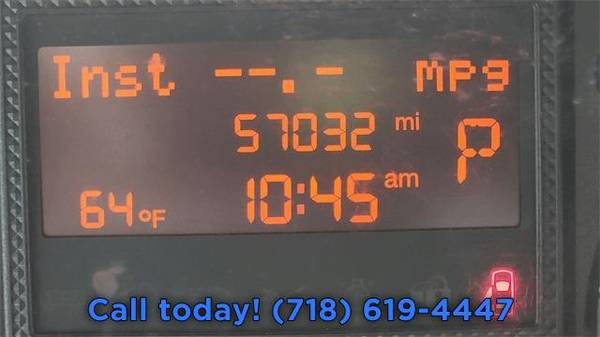 Inst --.- mpg
57032 mi
P
64°F 10:45 am
Call today! (718) 619-4447